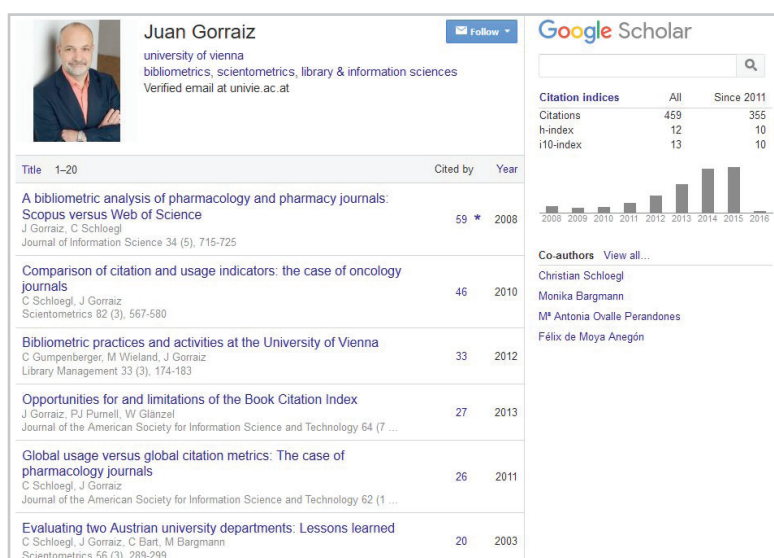 Juan Gorraiz
Follow
university of vienna
bibliometrics, scientometrics, library & information sciences
Verified email at univie.ac.at
Title 1–20 Cited by Year
A bibliometric analysis of pharmacology and pharmacy journals:
Scopus versus Web of Science
J Gorraiz, C Schloegl
Journal of Information Science 34 (5), 715-725
59 * 2008
Comparison of citation and usage indicators: the case of oncology
journals
C Schloegl, J Gorraiz
Scientometrics 82 (3), 567-580
46 2010
Bibliometric practices and activities at the University of Vienna
C Gumpenberger, M Wieland, J Gorraiz
Library Management 33 (3), 174-183
33 2012
Opportunities for and limitations of the Book Citation Index
J Gorraiz, PJ Purnell, W Glänzel
Journal of the American Society for Information Science and Technology 64 (7 ...
27 2013
Global usage versus global citation metrics: The case of
pharmacology journals
C Schloegl, J Gorraiz
Journal of the American Society for Information Science and Technology 62 (1 ...
26 2011
Evaluating two Austrian university departments: Lessons learned
C Schloegl, J Gorraiz, C Bart, M Bargmann
Scientometrics 56 (3), 289-299
20 2003
Google Scholar
Citation indices All Since 2011
Citations 459 355
h-index 12 10
i10-index 13 10
2008 2009 2010 2011 2012 2013 2014 2015 2016
Co-authors View all...
Christian Schloegl
Monika Bargmann
Mª Antonia Ovalle Perandones
Félix de Moya Anegón